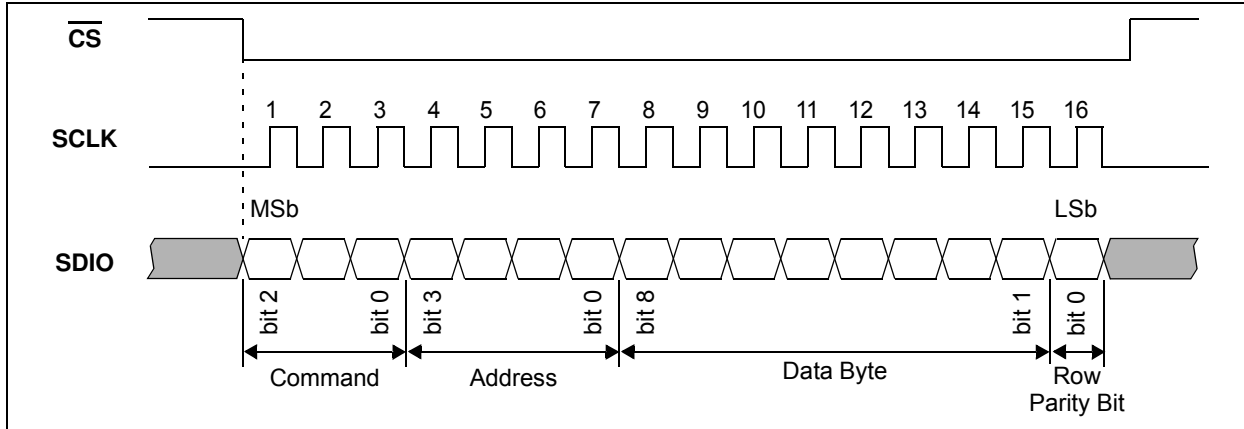 CS
1 2 3 4 5 6 7 8 9 10 11 12 13 14 15 16
SCLK
MSb LSb
SDIO
bit 2 bit 0 bit 3 bit 0 bit 8 bit 1 bit 0
Command Address Data Byte Row
Parity Bit